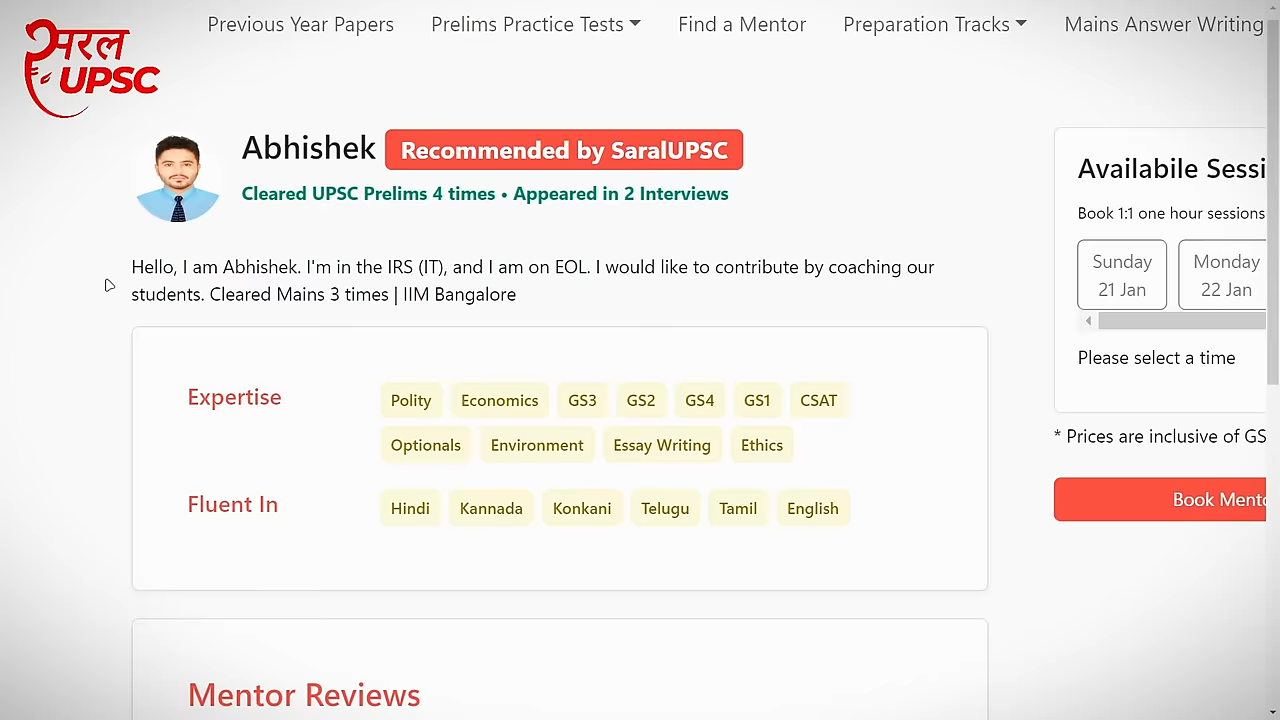 Previous Year Papers Prelims Practice Tests Find a Mentor Preparation Tracks Mains Answer Writing
सरल
UPSC
Abhishek Recommended by SaralUPSC
Cleared UPSC Prelims 4 times • Appeared in 2 Interviews
Hello, I am Abhishek. I'm in the IRS (IT), and I am on EOL. I would like to contribute by coaching our
students. Cleared Mains 3 times | IIM Bangalore
Expertise
Polity Economics GS3 GS2 GS4 GS1 CSAT
Optionals Environment Essay Writing Ethics
Fluent In
Hindi Kannada Konkani Telugu Tamil English
Mentor Reviews
Availabile Sessi
Book 1:1 one hour sessions
Sunday Monday
21 Jan 22 Jan
Please select a time
* Prices are inclusive of GS
Book Mento